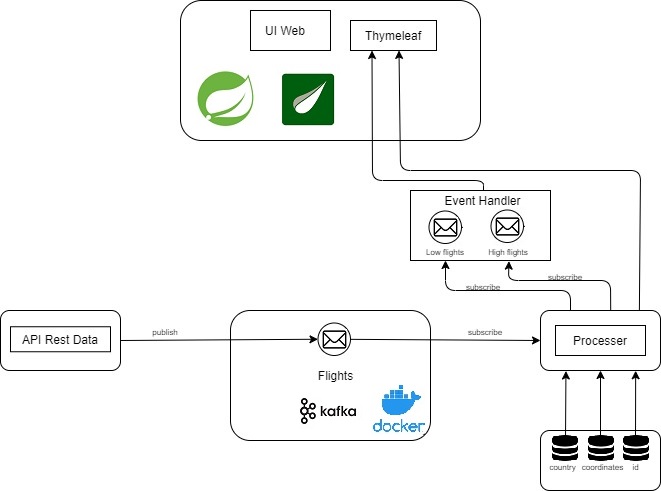 UI Web
Thymeleaf
Event Handler
Low flights
High flights
subscribe
subscribe
API Rest Data
publish
subscribe
Processer
Flights
kafka
docker
country
coordinates
id